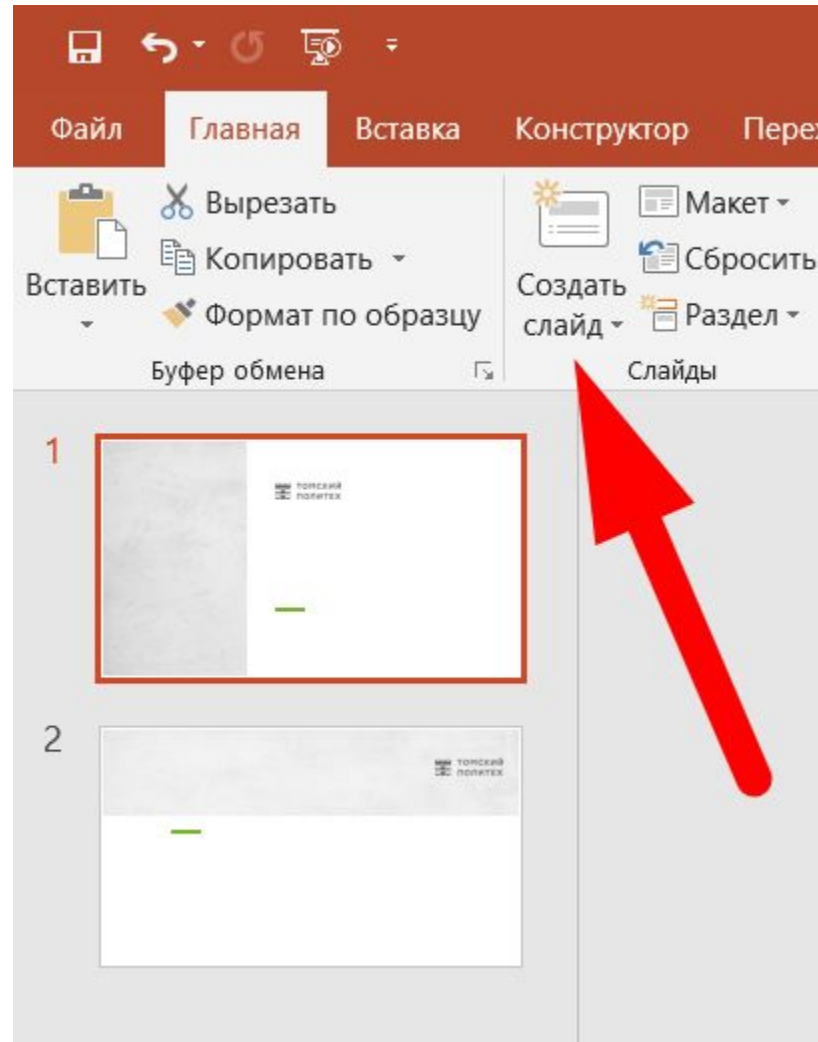 Файл Главная Вставка Конструктор
Вырезать
Копировать
Формат по образцу
Вставить
Буфер обмена
Создать
слайд
Макет
Сбросить
Раздел
Слайды
1
ТОМСКИЙ
ПОЛИТЕХ
2
ТОМСКИЙ
ПОЛИТЕХ